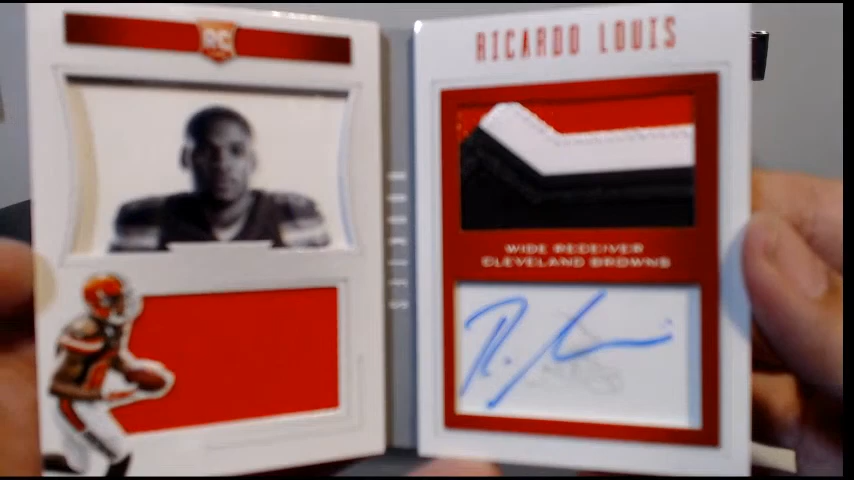 RC
RICARDO LOUIS
WIDE RECEIVER
CLEVELAND BROWNS
R. L